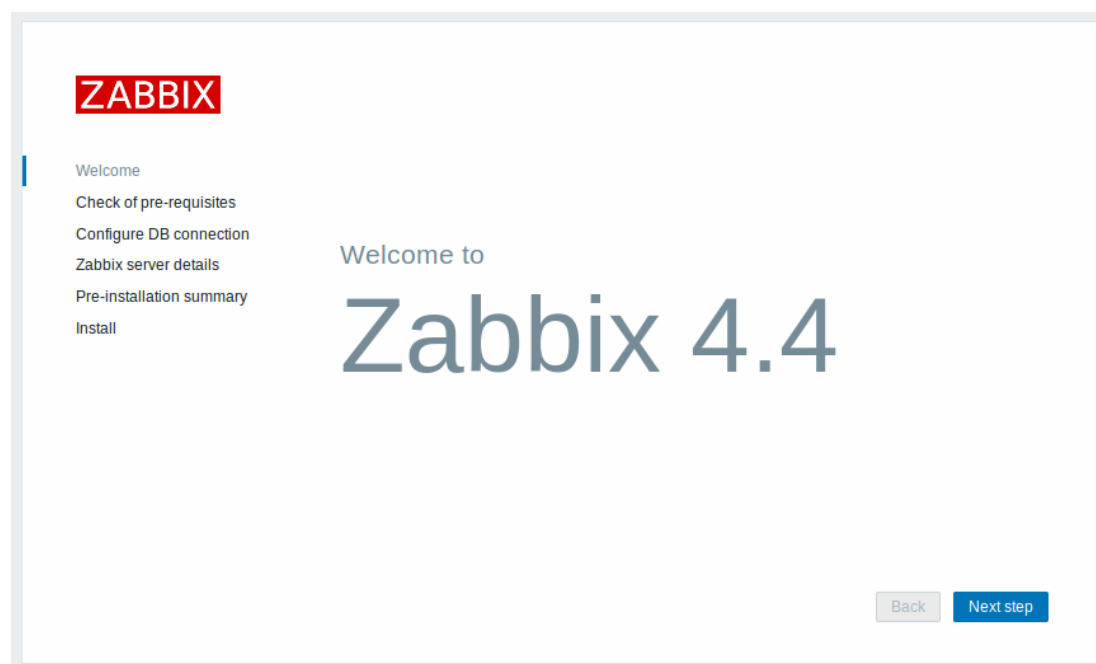 ZABBIX
Welcome
Check of pre-requisites
Configure DB connection
Zabbix server details
Pre-installation summary
Install
Welcome to
Zabbix 4.4
Back
Next step